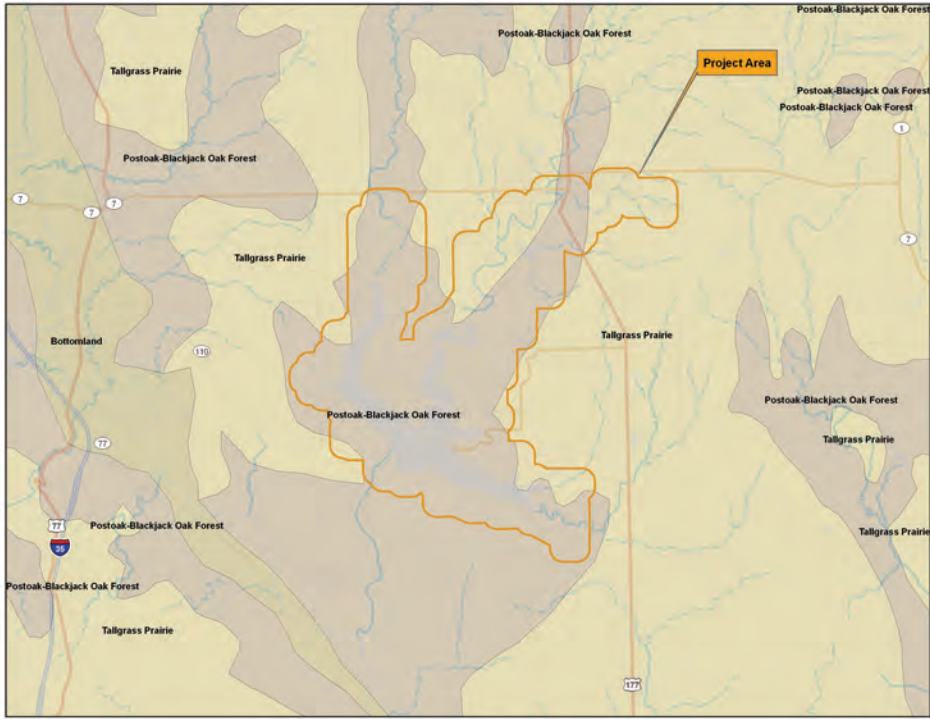 Postoak-Blackjack Oak Forest
Postoak-Blackjack Oak Forest
Project Area
Tallgrass Prairie
Postoak-Blackjack Oak Forest
Postoak-Blackjack Oak Forest
1
Postoak-Blackjack Oak Forest
7
7
7
7
Tallgrass Prairie
Tallgrass Prairie
Bottomland
110
Postoak-Blackjack Oak Forest
Postoak-Blackjack Oak Forest
Tallgrass Prairie
77
Postoak-Blackjack Oak Forest
77
Tallgrass Prairie
35
Postoak-Blackjack Oak Forest
Tallgrass Prairie
177